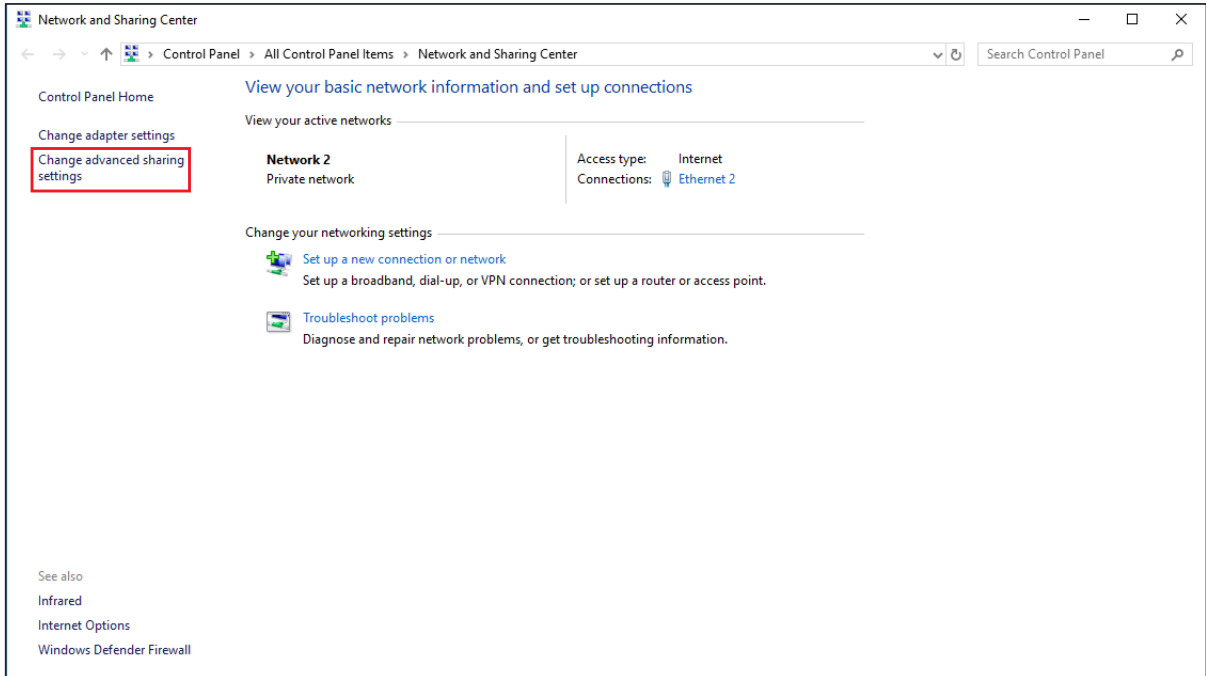 Network and Sharing Center
Control Panel > All Control Panel Items > Network and Sharing Center
Search Control Panel
Control Panel Home
Change adapter settings
Change advanced sharing
settings
View your basic network information and set up connections
View your active networks
Network 2
Private network
Access type: Internet
Connections: Ethernet 2
Change your networking settings
Set up a new connection or network
Set up a broadband, dial-up, or VPN connection; or set up a router or access point.
Troubleshoot problems
Diagnose and repair network problems, or get troubleshooting information.
See also
Infrared
Internet Options
Windows Defender Firewall